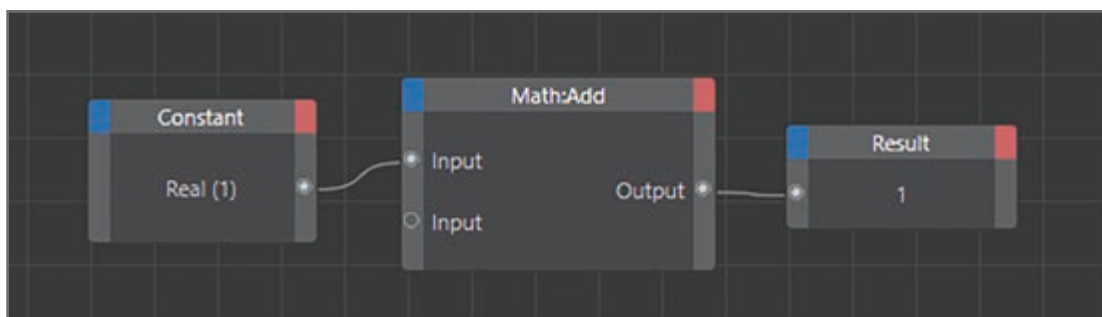 Constant
Real (1)
Math:Add
Input
Input
Output
Result
1